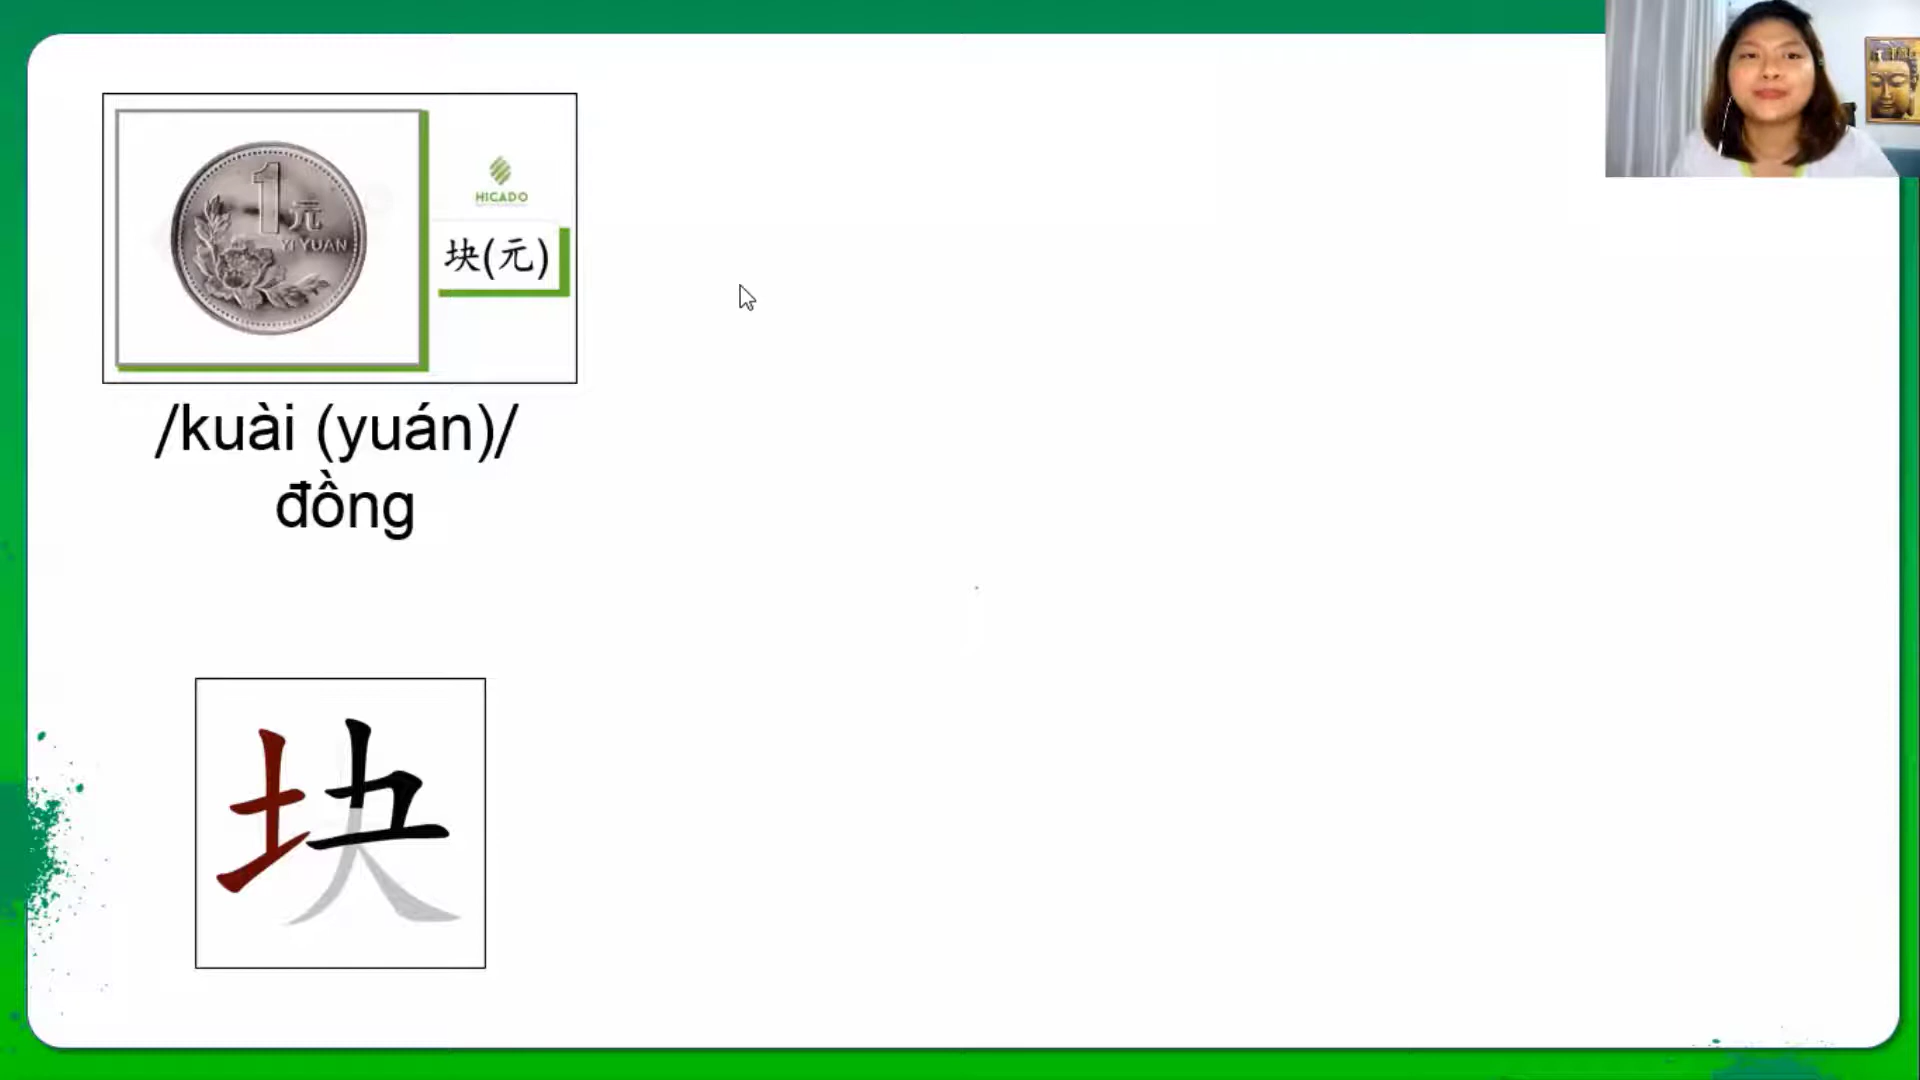 1元
YI YUAN
HICADO
块(元)
/kuài (yuán)/
đồng
块